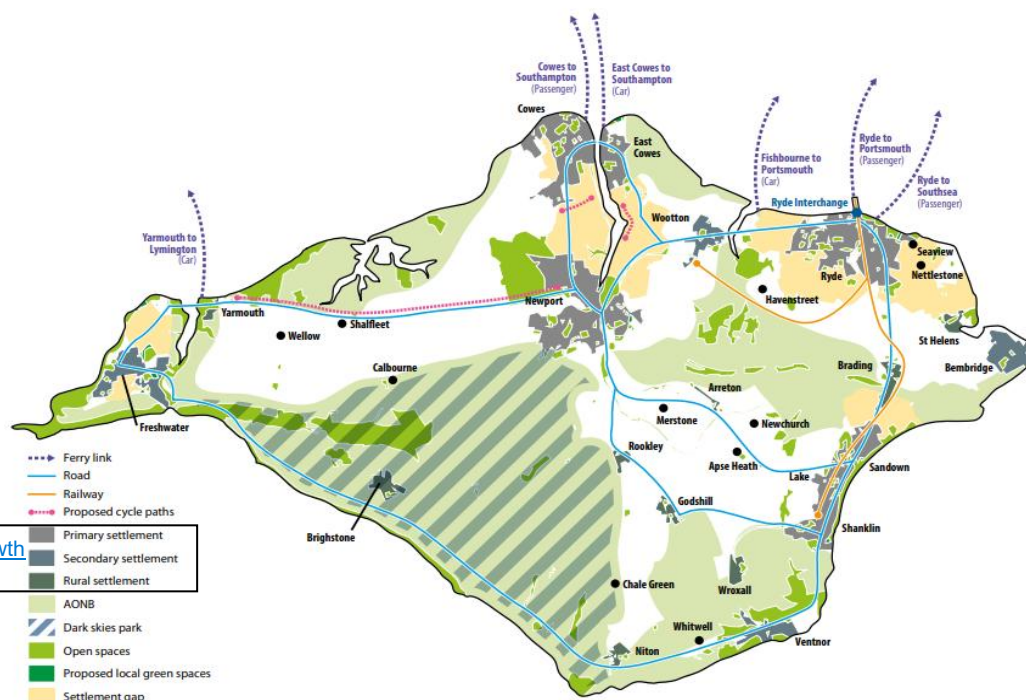 Cowes to
Southampton
(Passenger)
East Cowes to
Southampton
(Car)
Cowes
East
Cowes
Fishbourne to
Portsmouth
(Car)
Ryde to
Portsmouth
(Passenger)
Ryde to
Southsea
(Passenger)
Ryde Interchange
Wootton
Yarmouth to
Lymington
(Car)
Seaview
Nettlestone
Ryde
Havenstreet
Newport
Yarmouth
Wellow
Shalfleet
St Helens
Bembridge
Brading
Calbourne
Arreton
Merstone
Newchurch
Freshwater
Rookley
Apse Heath
Lake
Sandown
Godshill
Shanklin
Brighstone
Chale Green
Wroxall
Whitwell
Ventnor
Niton
Ferry link
Road
Railway
Proposed cycle paths
Primary settlement
Secondary settlement
Rural settlement
AONB
Dark skies park
Open spaces
Proposed local green spaces
Settlement gap